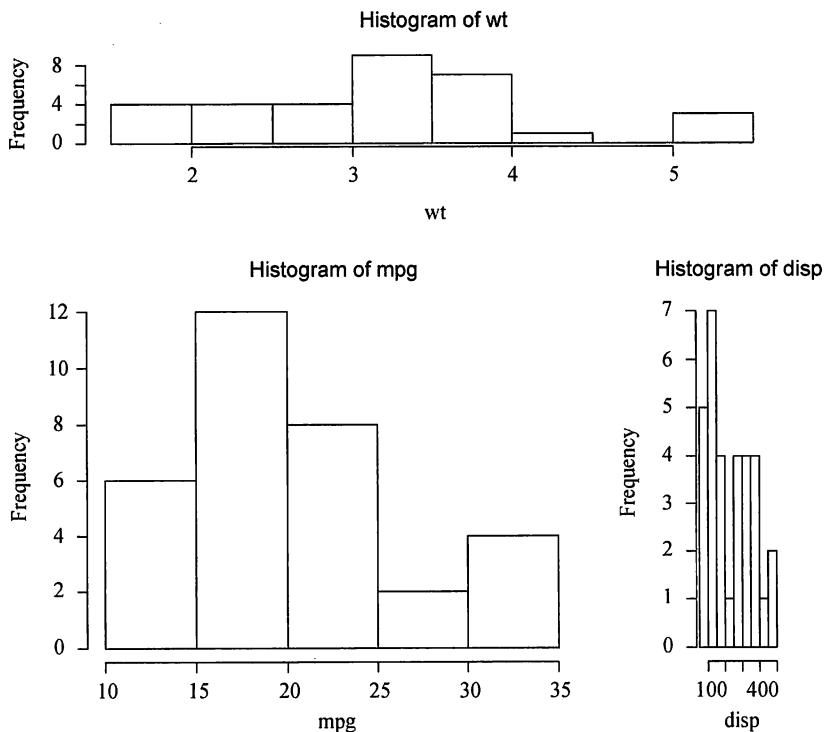 Histogram of wt
Frequency
8
4
0
2 3 4 5
wt
Histogram of mpg
Frequency
12
10
8
6
4
2
0
10 15 20 25 30 35
mpg
Histogram of disp
Frequency
7
6
5
4
3
2
1
0
100 400
disp